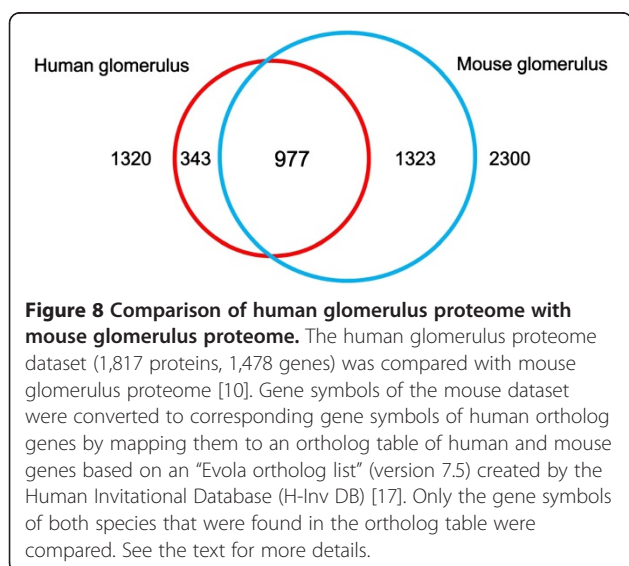 Human glomerulus
Mouse glomerulus
1320 343 977 1323 2300
Figure 8 Comparison of human glomerulus proteome with
mouse glomerulus proteome. The human glomerulus proteome
dataset (1,817 proteins, 1,478 genes) was compared with mouse
glomerulus proteome [10]. Gene symbols of the mouse dataset
were converted to corresponding gene symbols of human ortholog
genes by mapping them to an ortholog table of human and mouse
genes based on an “Evola ortholog list” (version 7.5) created by the
Human Invitational Database (H-Inv DB) [17]. Only the gene symbols
of both species that were found in the ortholog table were
compared. See the text for more details.